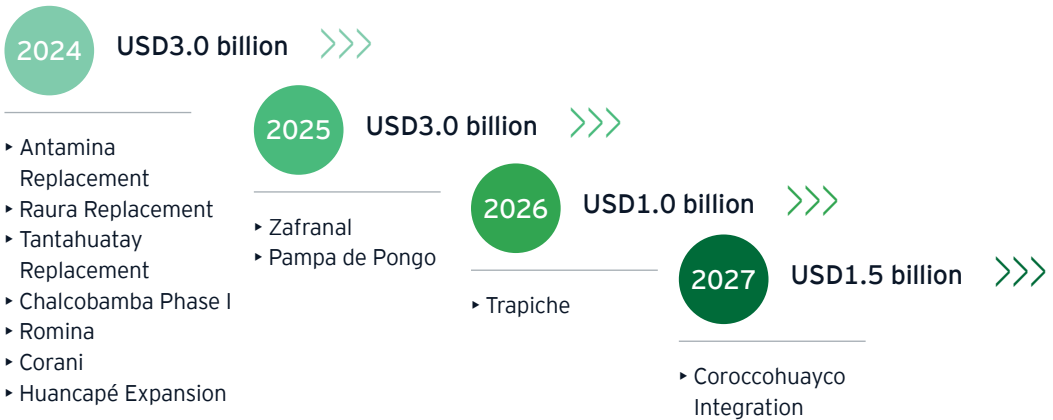 2024
USD3.0 billion
‣ Antamina
Replacement
‣ Raura Replacement
‣ Tantahuatay
Replacement
‣ Chalcobamba Phase I
‣ Romina
‣ Corani
‣ Huancapé Expansion
2025
USD3.0 billion
‣ Zafranal
‣ Pampa de Pongo
2026
USD1.0 billion
‣ Trapiche
2027
USD1.5 billion
‣ Coroccohuayco
Integration